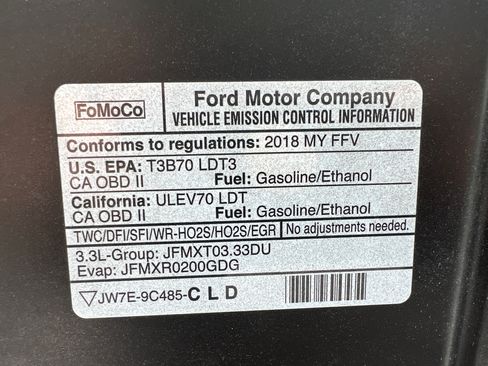 FoMoCo
Ford Motor Company
VEHICLE EMISSION CONTROL INFORMATION
Conforms to regulations: 2018 MY FFV
U.S. EPA: T3B70 LDT3
CA OBD II Fuel: Gasoline/Ethanol
California: ULEV70 LDT
CA OBD II Fuel: Gasoline/Ethanol
TWC/DFI/SFI/WR-HO2S/HO2S/EGR No adjustments needed.
3.3L-Group: JFMXT03.33DU
Evap: JFMXR0200GDG
JW7E-9C485-C L D